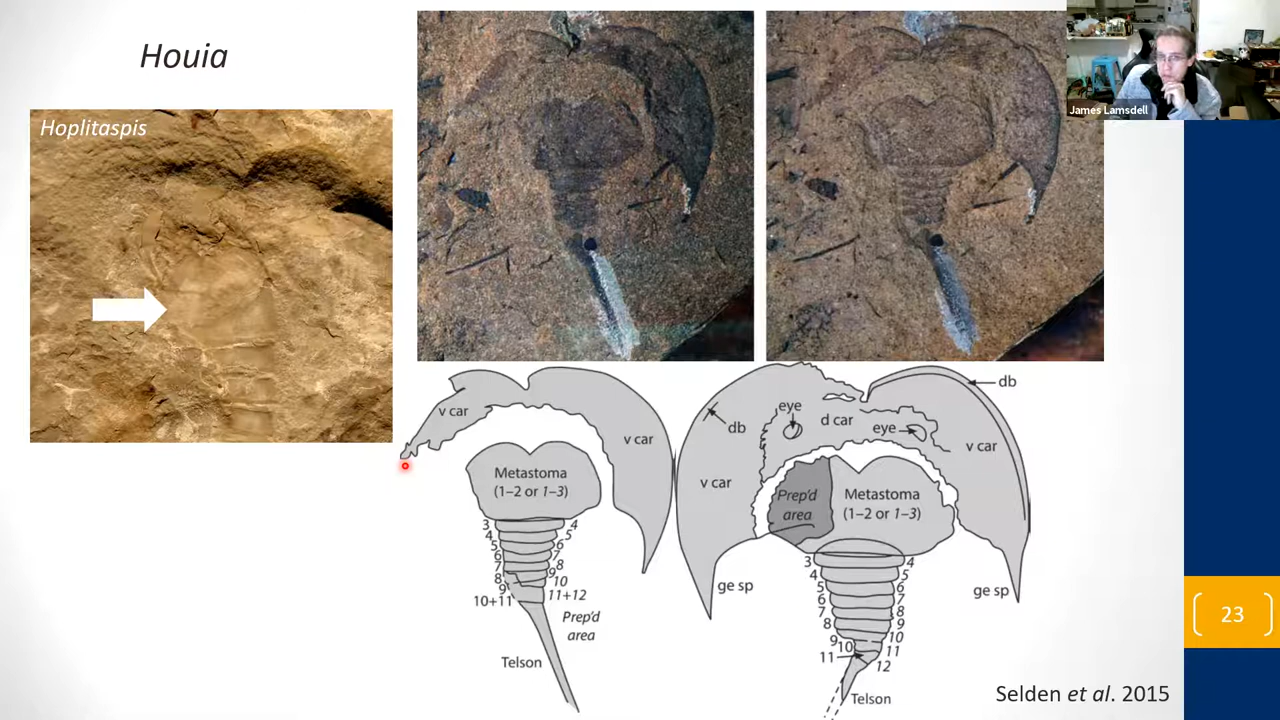 Houia
Hoplitaspis
James Lamsdell
v car
v car
Metastoma
(1–2 or 1–3)
3 4
4 5
5 6
6 7
7 8
8 9
9 10
10+11 11+12
Prep'd
area
Telson
db
db
eye
d car
eye
v car
v car
Prep'd
area
Metastoma
(1–2 or 1–3)
ge sp
ge sp
3 4
4 5
5 6
6 7
7 8
8 9
9 10 10
11 11
12
Telson
Selden et al. 2015
23